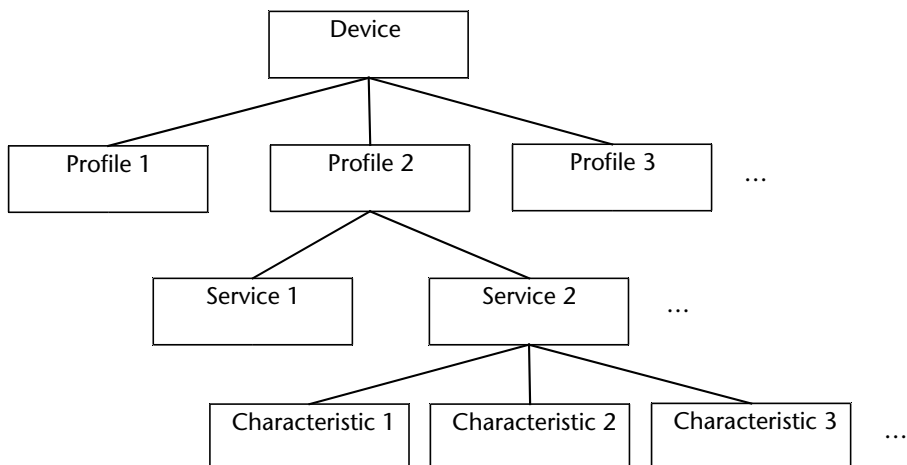 Device
Profile 1
Profile 2
Profile 3
...
Service 1
Service 2
...
Characteristic 1
Characteristic 2
Characteristic 3
...